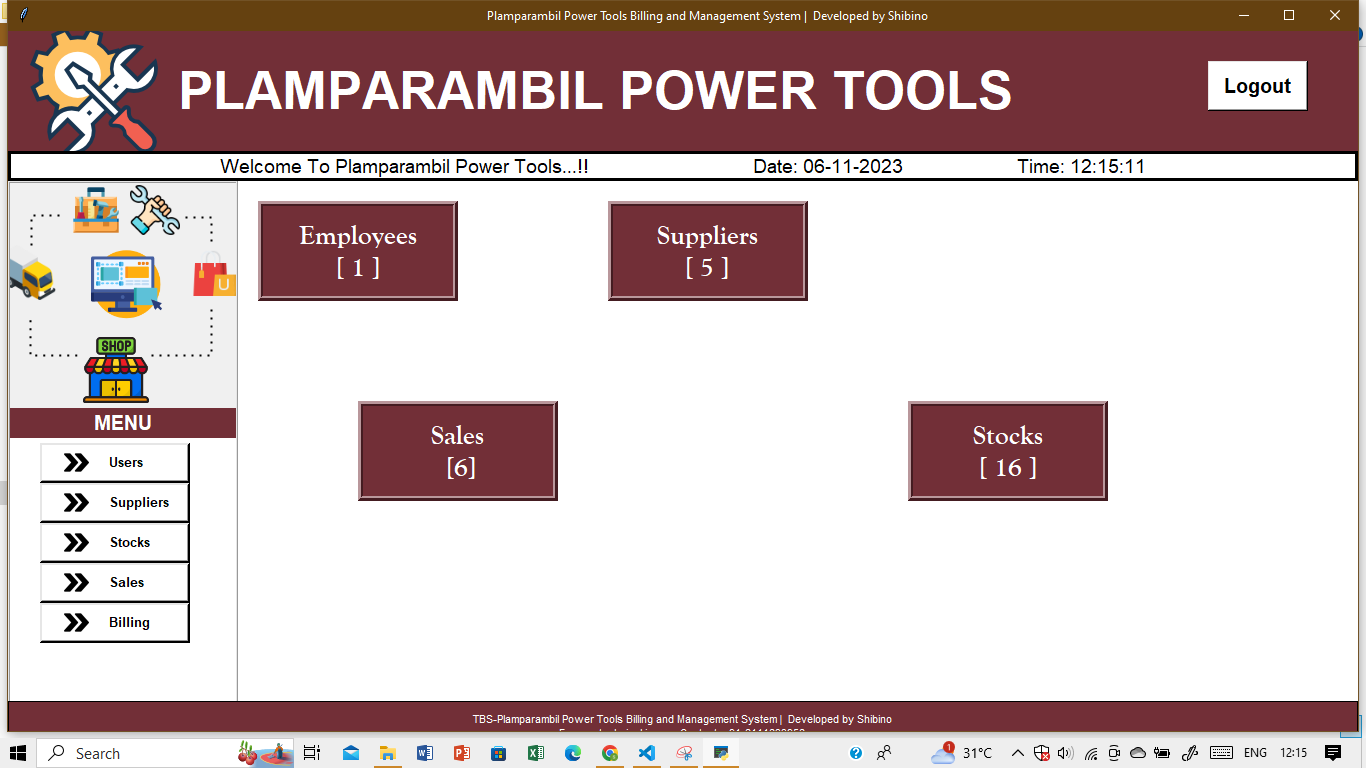 Plamparambil Power Tools Billing and Management System | Developed by Shibino
PLAMPARAMBIL POWER TOOLS
Logout
Welcome To Plamparambil Power Tools...!! Date: 06-11-2023 Time: 12:15:11
SHOP
U
MENU
Users
Suppliers
Stocks
Sales
Billing
Employees
[ 1 ]
Suppliers
[ 5 ]
Sales
[6]
Stocks
[ 16 ]
TBS-Plamparambil Power Tools Billing and Management System | Developed by Shibino
Search
1
31°C
ENG
12:15